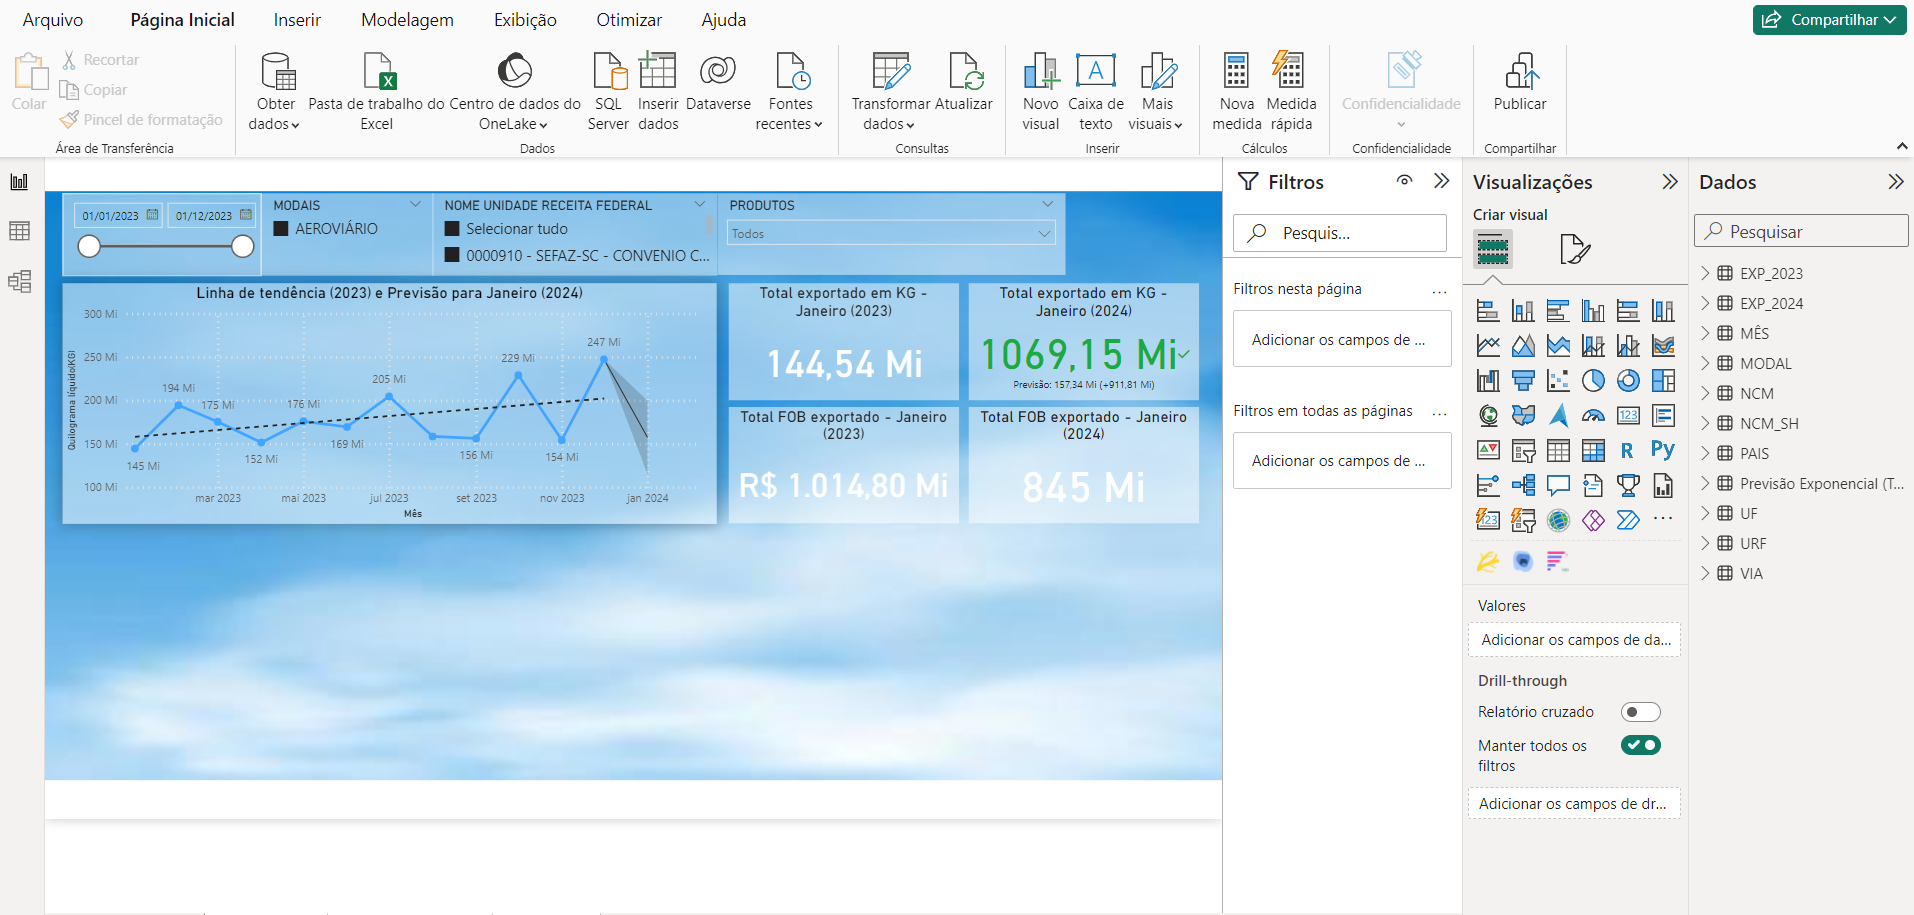 Arquivo
Página Inicial
Inserir
Modelagem
Exibição
Otimizar
Ajuda
Compartilhar
Colar
Recortar
Copiar
Pincel de formatação
Área de Transferência
Obter dados
Pasta de trabalho do Excel
Centro de dados do OneLake
SQL Server
Inserir dados
Dataverse
Fontes recentes
Dados
Transformar dados
Atualizar
Consultas
Novo visual
Caixa de texto
Mais visuais
Inserir
Nova medida
Medida rápida
Cálculos
Confidencialidade
Confidencialidade
Publicar
Compartilhar
01/01/2023
01/12/2023
MODAIS
AEROVIÁRIO
NOME UNIDADE RECEITA FEDERAL
Selecionar tudo
0000910 - SEFAZ-SC - CONVENIO C...
PRODUTOS
Todos
Linha de tendência (2023) e Previsão para Janeiro (2024)
Quilograma líquido(KG)
300 Mi
250 Mi
200 Mi
150 Mi
100 Mi
145 Mi
194 Mi
175 Mi
152 Mi
176 Mi
169 Mi
205 Mi
156 Mi
229 Mi
154 Mi
247 Mi
mar 2023
mai 2023
jul 2023
set 2023
nov 2023
jan 2024
Mês
Total exportado em KG -
Janeiro (2023)
144,54 Mi
Total exportado em KG -
Janeiro (2024)
1069,15 Mi
Previsão: 157,34 Mi (+911,81 Mi)
Total FOB exportado - Janeiro
(2023)
R$ 1.014,80 Mi
Total FOB exportado - Janeiro
(2024)
845 Mi
Filtros
Pesquis...
Filtros nesta página
...
Adicionar os campos de ...
Filtros em todas as páginas
...
Adicionar os campos de ...
Visualizações
Criar visual
123
R
Py
123
...
Valores
Adicionar os campos de da...
Drill-through
Relatório cruzado
Manter todos os
filtros
Adicionar os campos de dr...
Dados
Pesquisar
EXP_2023
EXP_2024
MÊS
MODAL
NCM
NCM_SH
PAIS
Previsão Exponencial (T...
UF
URF
VIA